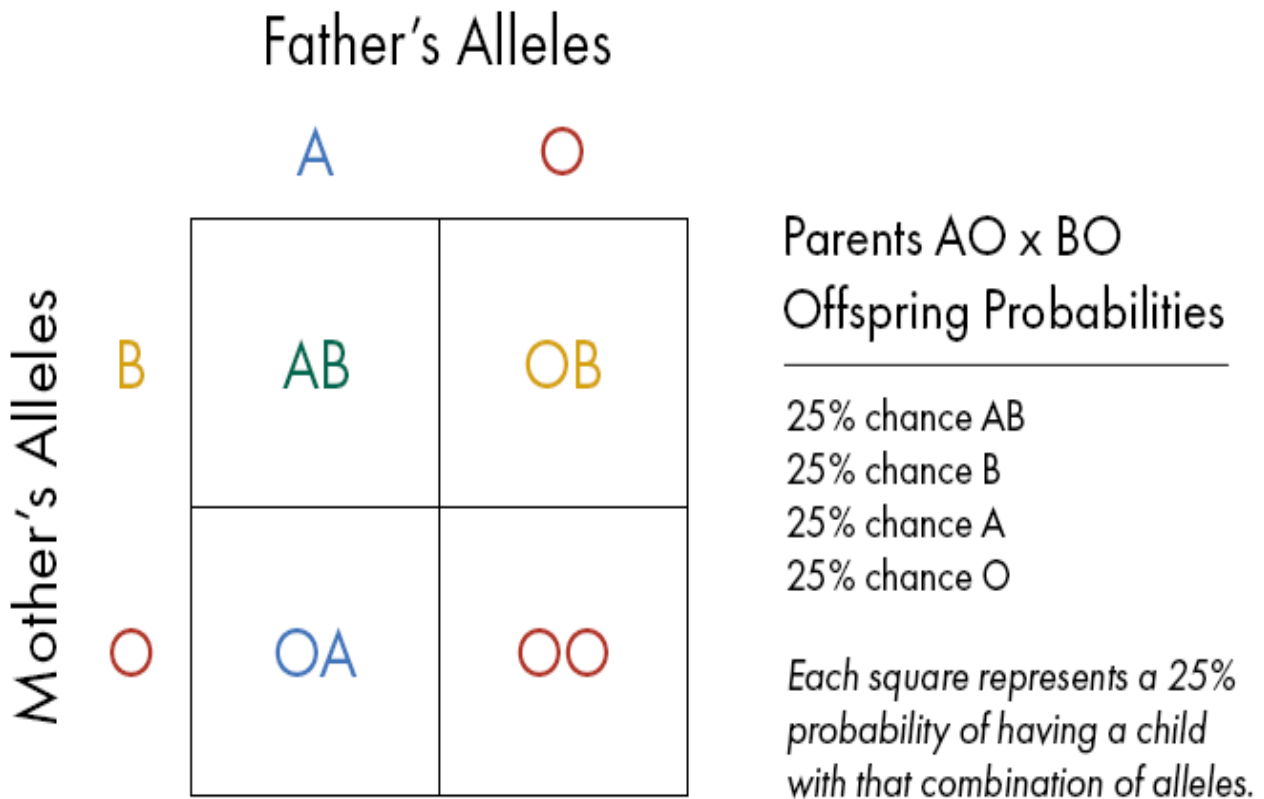 Father’s Alleles
A O
Mother’s Alleles
B AB OB
O OA OO
Parents AO x BO
Offspring Probabilities
25% chance AB
25% chance B
25% chance A
25% chance O
Each square represents a 25%
probability of having a child
with that combination of alleles.